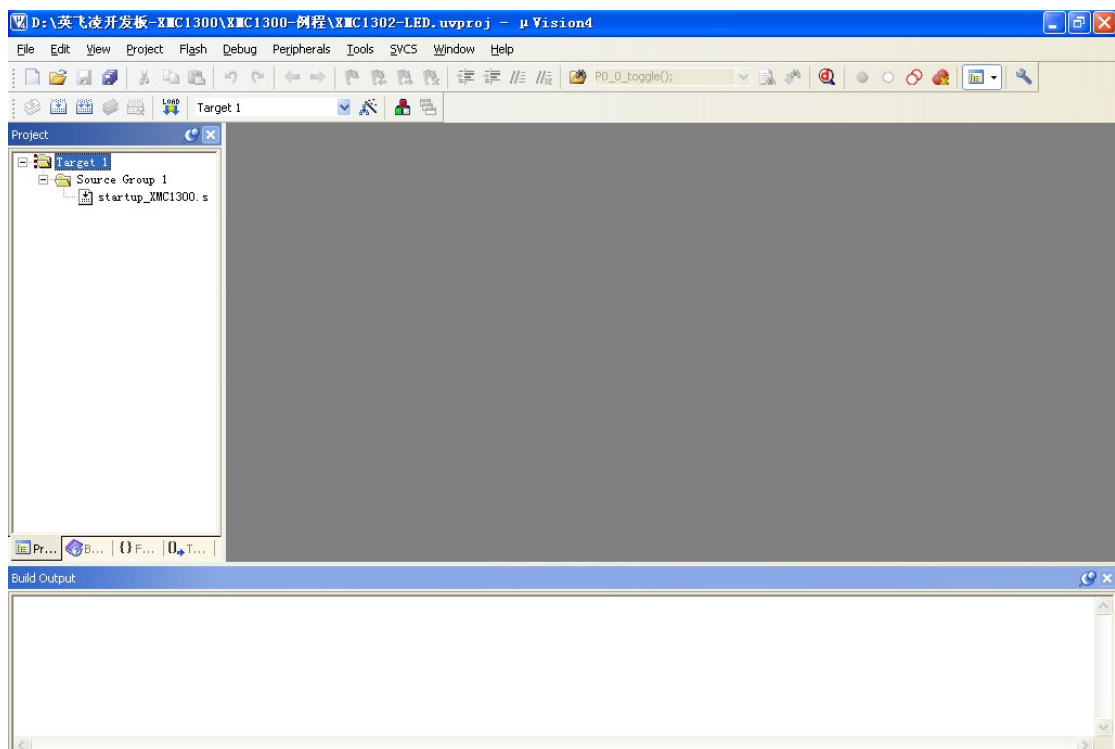 D:\英飞凌开发板-XMC1300\XMC1300-例程\XMC1302-LED.uvproj - μVision4
File Edit View Project Flash Debug Peripherals Tools SVCS Window Help
P0_0_toggle();
LOAD Target 1
Project
Target 1
Source Group 1
startup_XMC1300.s
Pr... B... {} F... 0 T...
Build Output